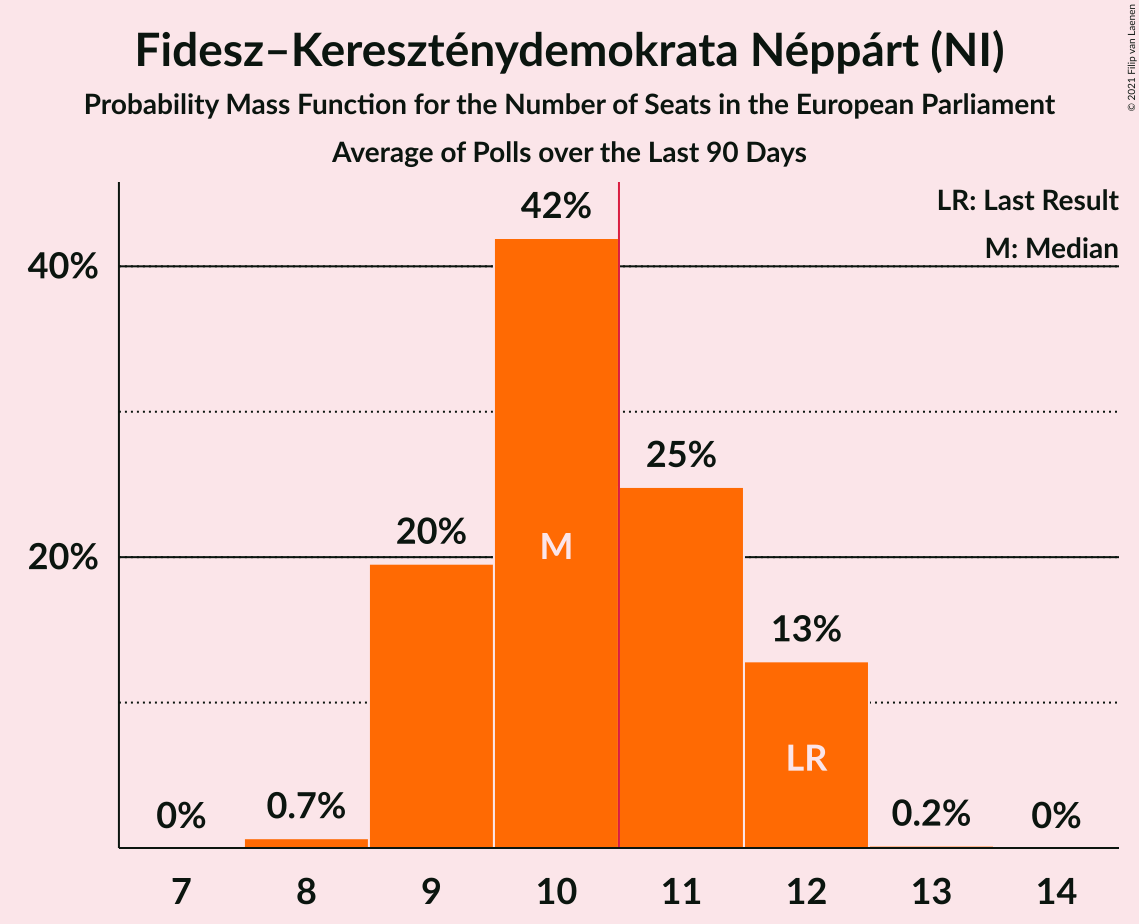 Fidesz–Kereszténydemokrata Néppárt (NI)
Probability Mass Function for the Number of Seats in the European Parliament
Average of Polls over the Last 90 Days
© 2021 Filip van Laenen
LR: Last Result
M: Median
40%
20%
0%
0.7%
20%
42%
25%
13%
0.2%
0%
M
LR
7 8 9 10 11 12 13 14